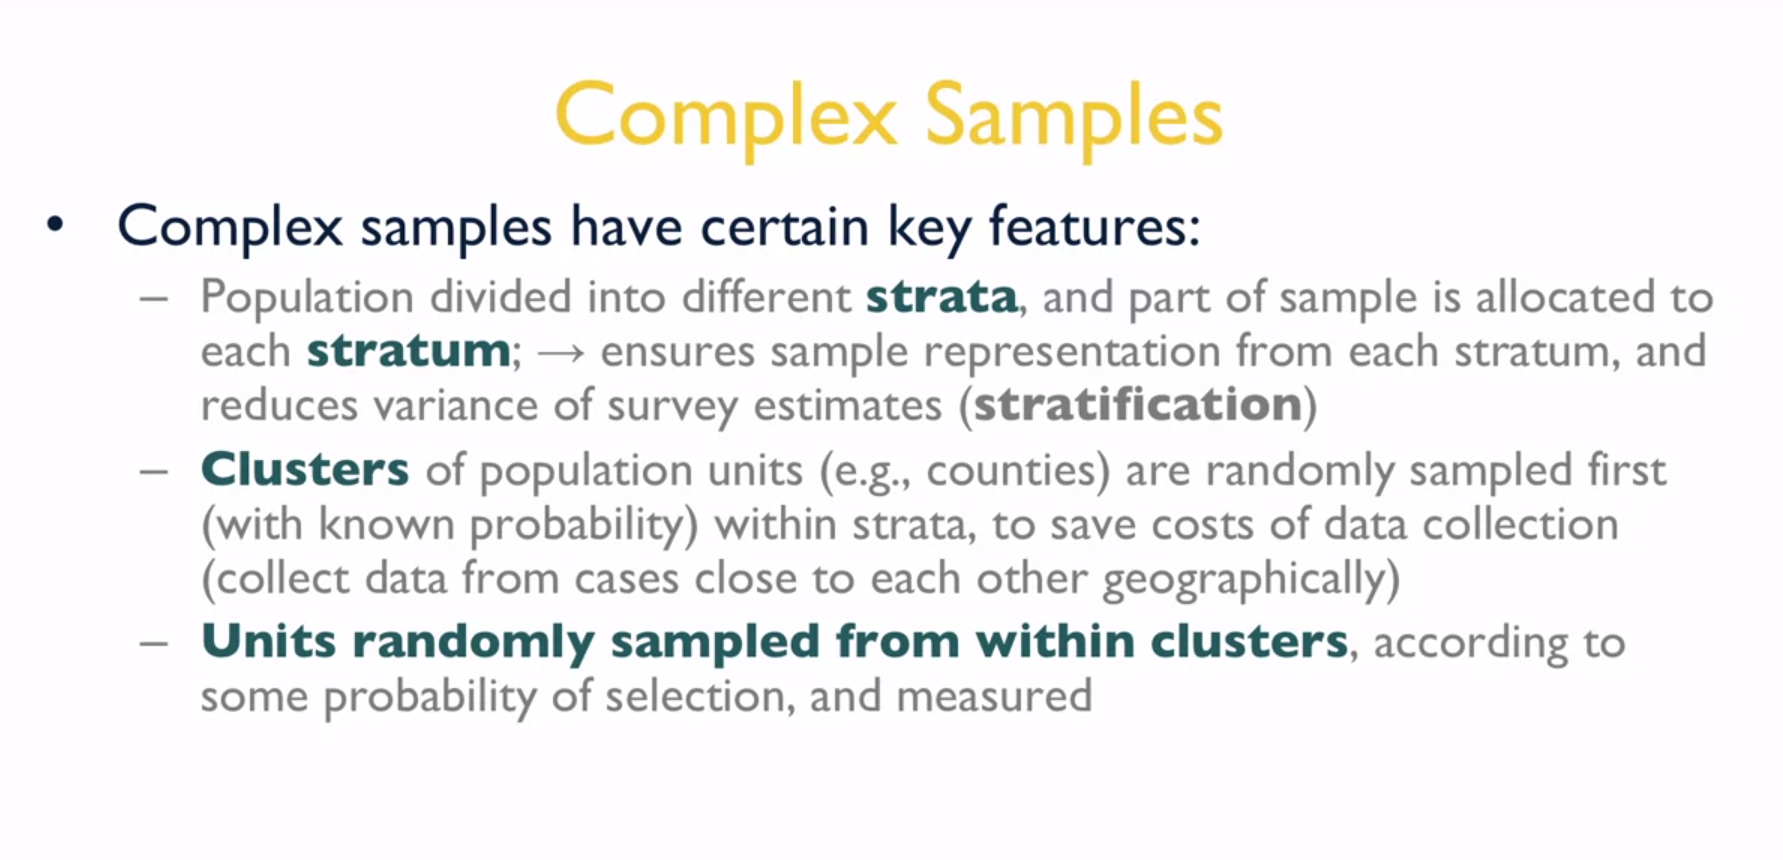 Complex Samples
• Complex samples have certain key features:
– Population divided into different strata, and part of sample is allocated to
each stratum; → ensures sample representation from each stratum, and
reduces variance of survey estimates (stratification)
– Clusters of population units (e.g., counties) are randomly sampled first
(with known probability) within strata, to save costs of data collection
(collect data from cases close to each other geographically)
– Units randomly sampled from within clusters, according to
some probability of selection, and measured